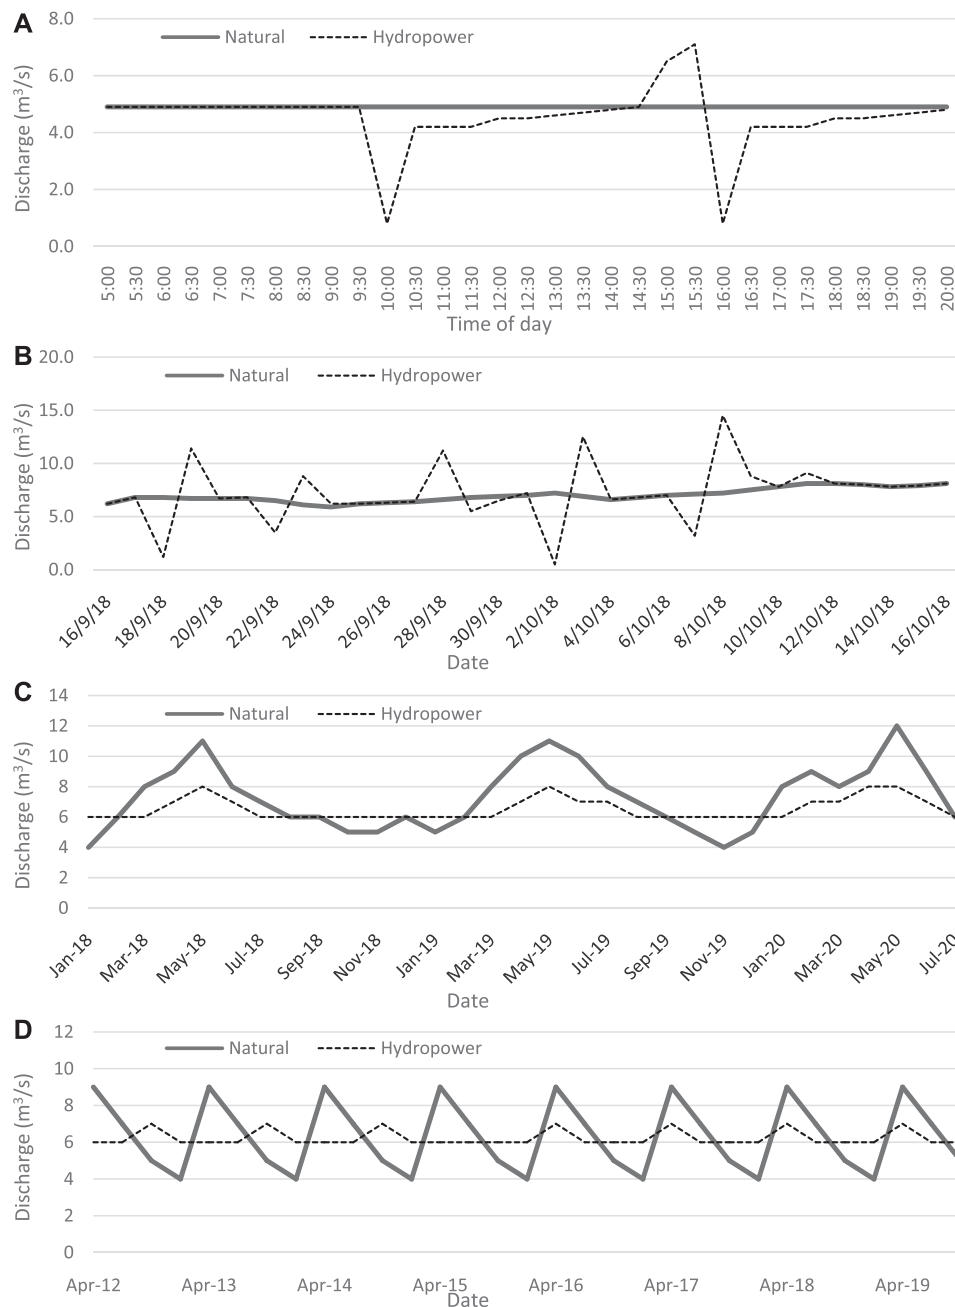 A
Natural
Hydropower
Discharge (m³/s)
8.0
6.0
4.0
2.0
0.0
5:00
5:30
6:00
6:30
7:00
7:30
8:00
8:30
9:00
9:30
10:00
10:30
11:00
11:30
12:00
12:30
13:00
13:30
14:00
14:30
15:00
15:30
16:00
16:30
17:00
17:30
18:00
18:30
19:00
19:30
20:00
Time of day
B
Natural
Hydropower
Discharge (m³/s)
20.0
15.0
10.0
5.0
0.0
16/9/18
18/9/18
20/9/18
22/9/18
24/9/18
26/9/18
28/9/18
30/9/18
2/10/18
4/10/18
6/10/18
8/10/18
10/10/18
12/10/18
14/10/18
16/10/18
Date
C
Natural
Hydropower
Discharge (m³/s)
14
12
10
8
6
4
2
0
Jan-18
Mar-18
May-18
Jul-18
Sep-18
Nov-18
Jan-19
Mar-19
May-19
Jul-19
Sep-19
Nov-19
Jan-20
Mar-20
May-20
Jul-20
Date
D
Natural
Hydropower
Discharge (m³/s)
12
10
8
6
4
2
0
Apr-12
Apr-13
Apr-14
Apr-15
Apr-16
Apr-17
Apr-18
Apr-19
Date